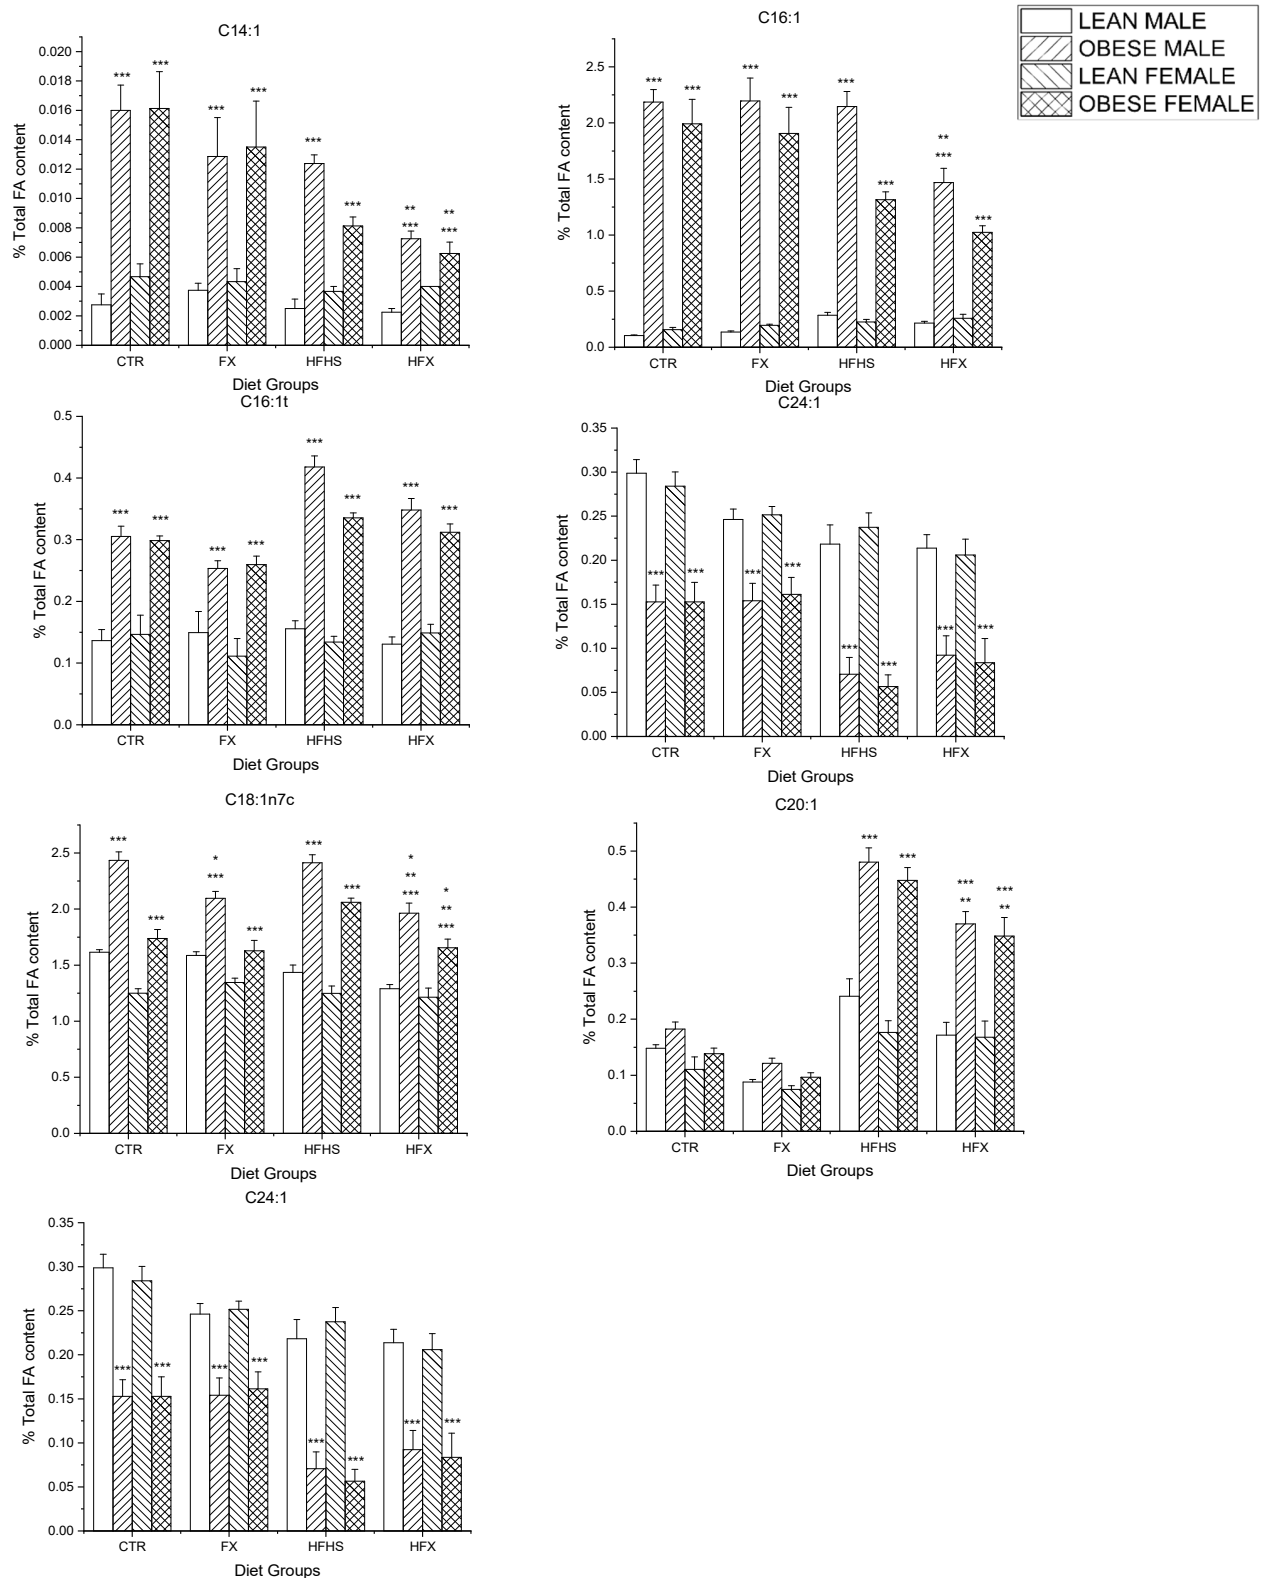 LEAN MALE
OBESE MALE
LEAN FEMALE
OBESE FEMALE
C14:1
% Total FA content
0.020
0.018
0.016
0.014
0.012
0.010
0.008
0.006
0.004
0.002
0.000
*** *** *** *** *** ***
** **
*** ***
CTR FX HFHS HFX
Diet Groups
C16:1
% Total FA content
2.5
2.0
1.5
1.0
0.5
0.0
*** *** *** *** *** ***
**
*** ***
CTR FX HFHS HFX
Diet Groups
C16:1t
% Total FA content
0.5
0.4
0.3
0.2
0.1
0.0
*** *** *** *** *** *** *** ***
CTR FX HFHS HFX
Diet Groups
C24:1
% Total FA content
0.35
0.30
0.25
0.20
0.15
0.10
0.05
0.00
*** *** *** *** *** *** *** ***
CTR FX HFHS HFX
Diet Groups
C18:1n7c
% Total FA content
2.5
2.0
1.5
1.0
0.5
0.0
*** ***
*
*** ***
*** ***
*
**
***
*
**
***
CTR FX HFHS HFX
Diet Groups
C20:1
% Total FA content
0.5
0.4
0.3
0.2
0.1
0.0
*** ***
*** ***
** **
CTR FX HFHS HFX
Diet Groups
C24:1
% Total FA content
0.35
0.30
0.25
0.20
0.15
0.10
0.05
0.00
*** *** *** *** *** *** *** ***
CTR FX HFHS HFX
Diet Groups